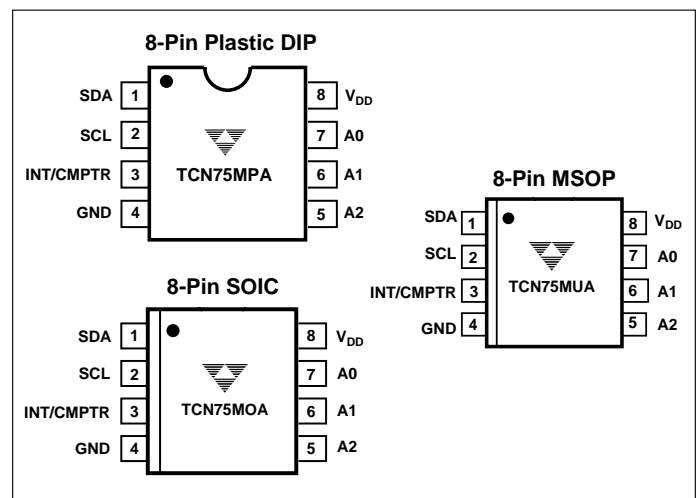 8-Pin Plastic DIP
SDA 1 8 VDD
SCL 2 7 A0
INT/CMPTR 3 TCN75MPA 6 A1
GND 4 5 A2
8-Pin MSOP
SDA 1 8 VDD
SCL 2 7 A0
INT/CMPTR 3 TCN75MUA 6 A1
GND 4 5 A2
8-Pin SOIC
SDA 1 8 VDD
SCL 2 7 A0
INT/CMPTR 3 TCN75MOA 6 A1
GND 4 5 A2